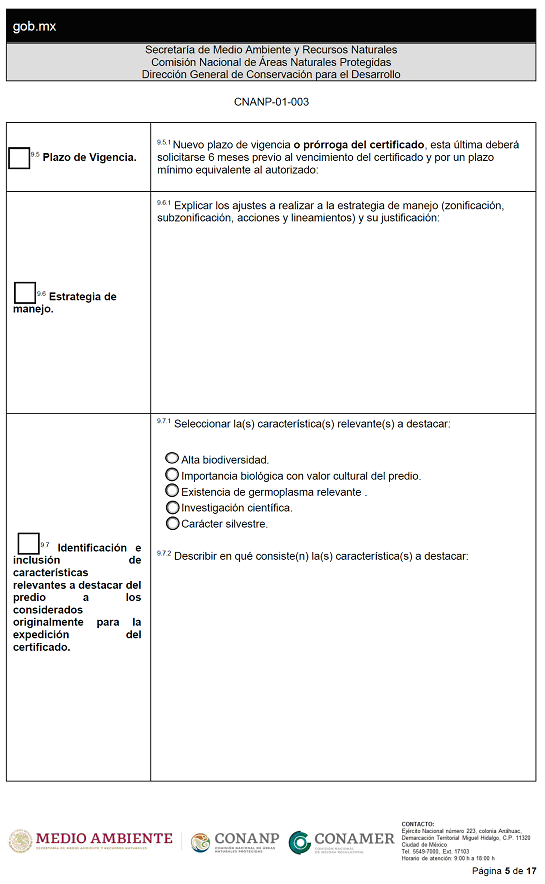 gob.mx
Secretaría de Medio Ambiente y Recursos Naturales
Comisión Nacional de Áreas Naturales Protegidas
Dirección General de Conservación para el Desarrollo
CNANP-01-003
9.5 Plazo de Vigencia.
9.5.1 Nuevo plazo de vigencia o prórroga del certificado, esta última deberá
solicitarse 6 meses previo al vencimiento del certificado y por un plazo
mínimo equivalente al autorizado:
9.6 Estrategia de
manejo.
9.6.1 Explicar los ajustes a realizar a la estrategia de manejo (zonificación,
subzonificación, acciones y lineamientos) y su justificación:
9.7 Identificación e
inclusión de
características
relevantes a destacar del
predio a los
considerados
originalmente para la
expedición del
certificado.
9.7.1 Seleccionar la(s) característica(s) relevante(s) a destacar:
Alta biodiversidad.
Importancia biológica con valor cultural del predio.
Existencia de germoplasma relevante .
Investigación científica.
Carácter silvestre.
9.7.2 Describir en qué consiste(n) la(s) característica(s) a destacar:
MEDIO AMBIENTE
SECRETARÍA DE MEDIO AMBIENTE Y RECURSOS NATURALES
CONANP
COMISIÓN NACIONAL DE ÁREAS
NATURALES PROTEGIDAS
CONAMER
COMISIÓN NACIONAL
DE MEJORA REGULATORIA
CONTACTO:
Ejército Nacional número 223, colonia Anáhuac,
Demarcación Territorial Miguel Hidalgo, C.P. 11320
Ciudad de México
Tel. 5549-7000, Ext. 17103
Horario de atención: 9:00 h a 18:00 h
Página 5 de 17